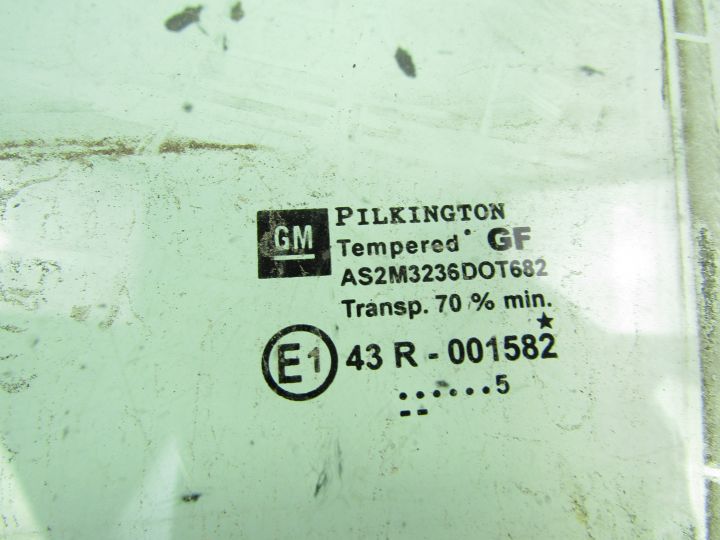 GM
PILKINGTON
Tempered GF
AS2M3236DOT682
Transp. 70 % min.
E1 43 R - 001582
......5
--